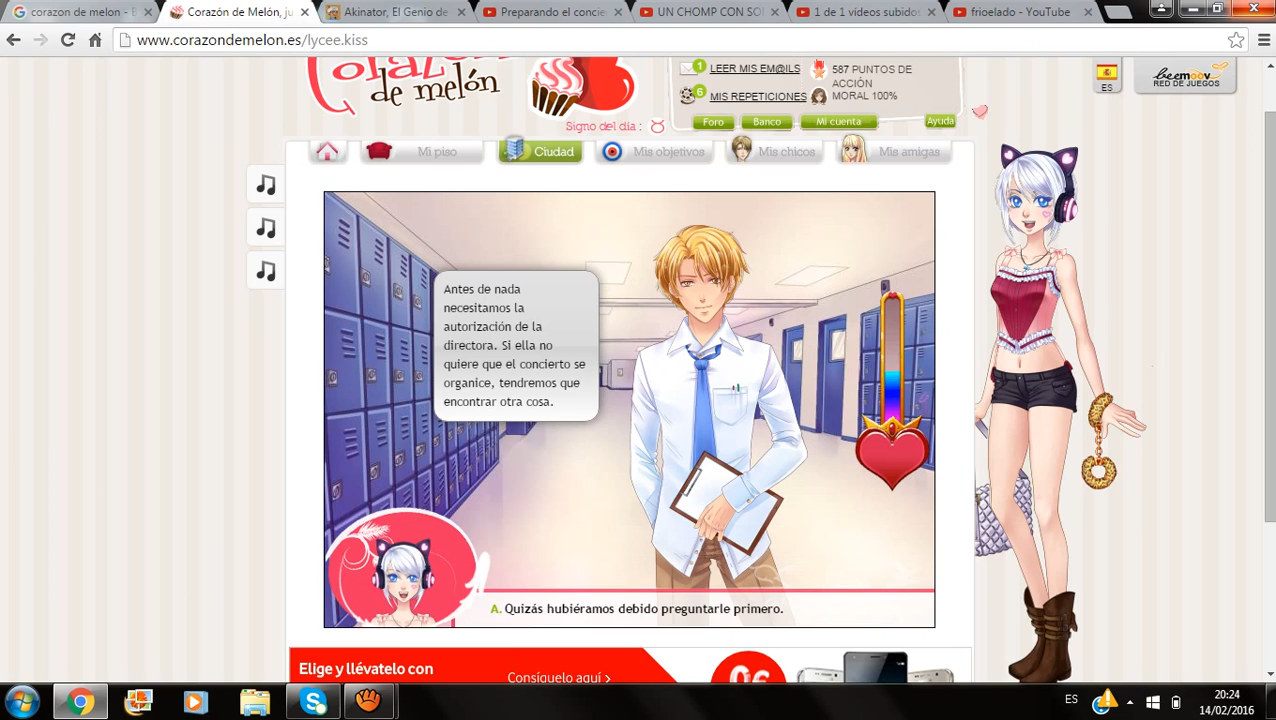 corazon de melon - B
Corazón de Melón, ju
Akinator, El Genio de
Preparando el concie
UN CHOMP CON SO
1 de 1 vídeos subidos
frioelado - YouTube
www.corazondemelon.es/lycee.kiss
corazón
de melón
Signo del día :
1
LEER MIS EM@ILS
587 PUNTOS DE
ACCIÓN
6
MIS REPETICIONES
MORAL 100%
Foro
Banco
Mi cuenta
Ayuda
ES
beemoov
RED DE JUEGOS
Mi piso
Ciudad
Mis objetivos
Mis chicos
Mis amigas
Antes de nada
necesitamos la
autorización de la
directora. Si ella no
quiere que el concierto se
organice, tendremos que
encontrar otra cosa.
A. Quizás hubiéramos debido preguntarle primero.
Elige y llévatelo con
Consíguelo aquí >
ES
20:24
14/02/2016